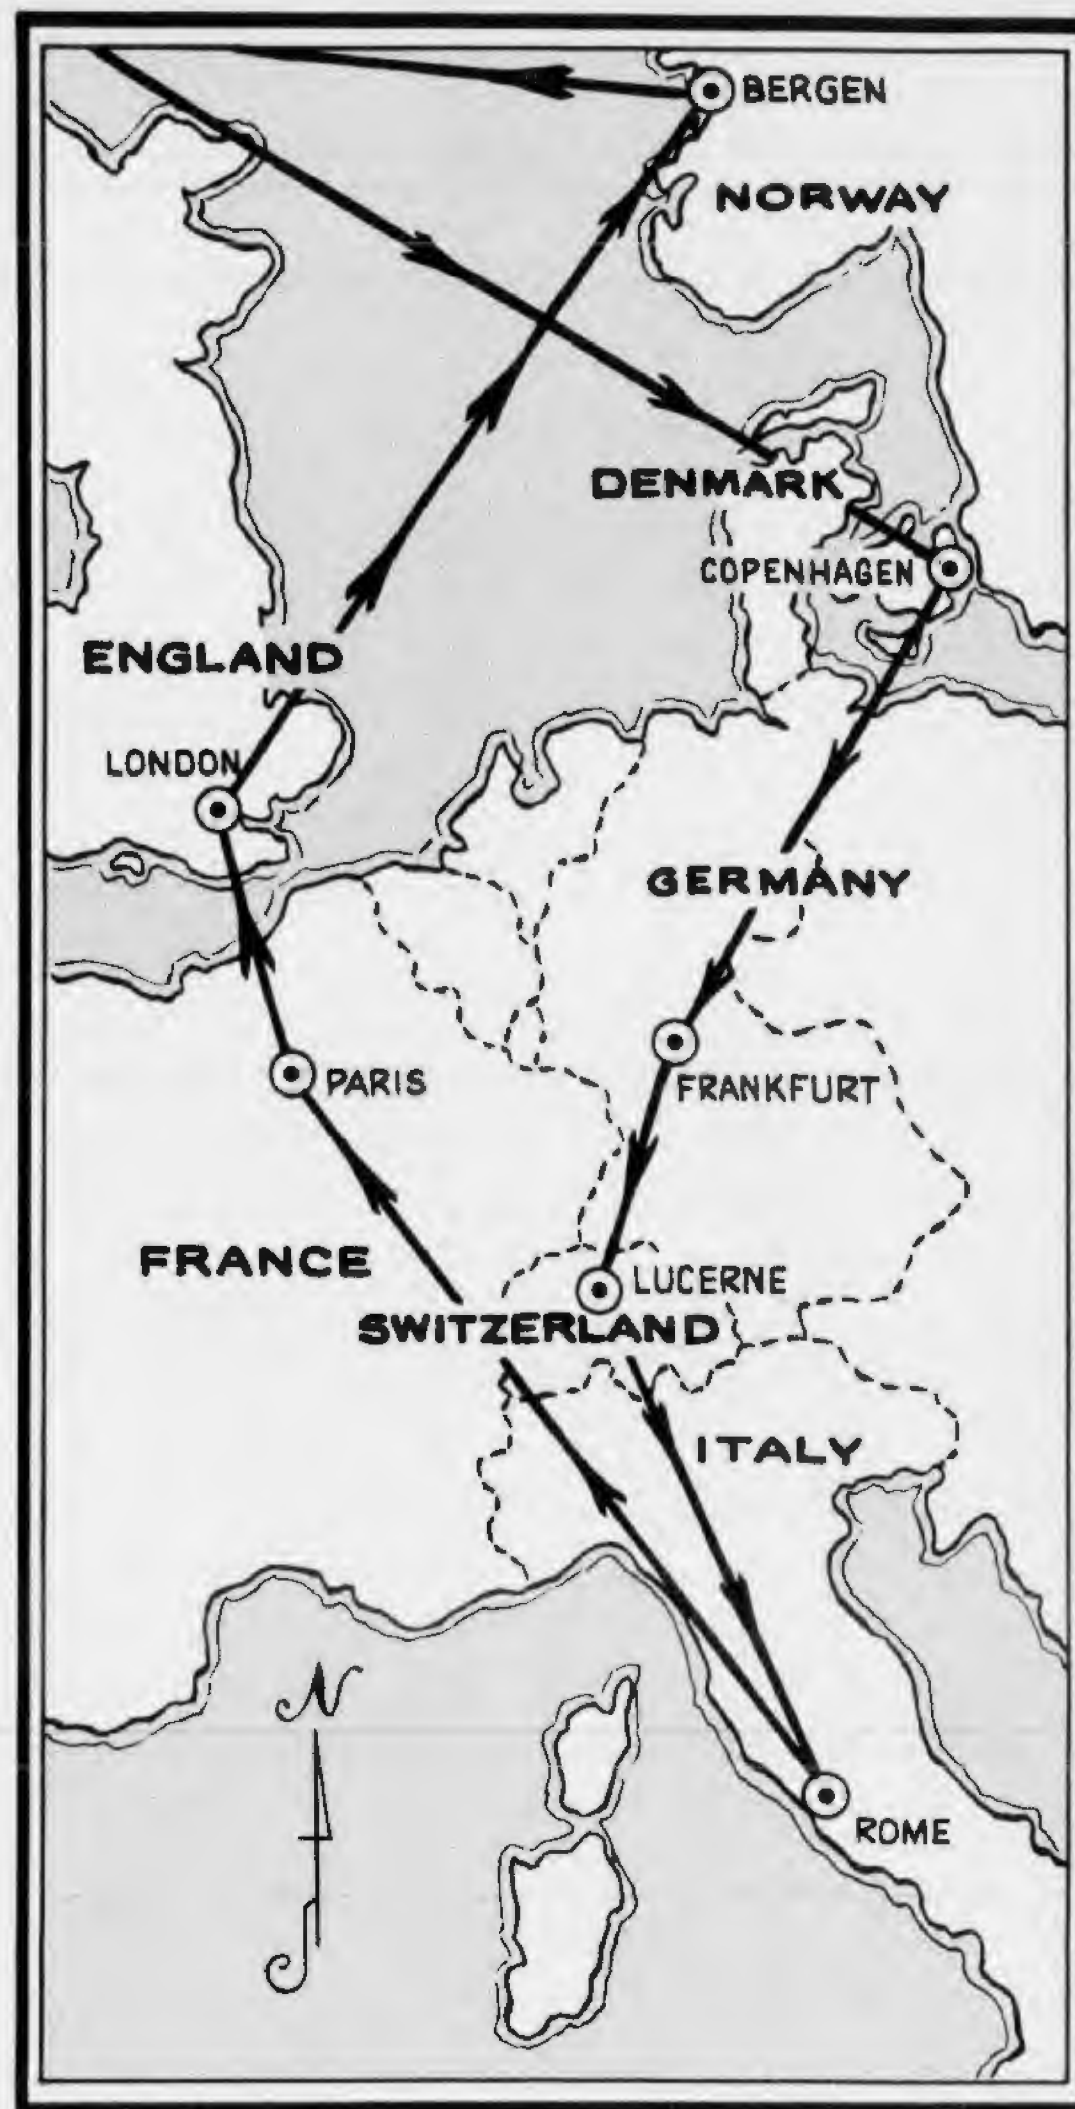 BERGEN
NORWAY
DENMARK
COPENHAGEN
ENGLAND
LONDON
GERMANY
FRANKFURT
PARIS
FRANCE
LUCERNE
SWITZERLAND
ITALY
N
ROME
S